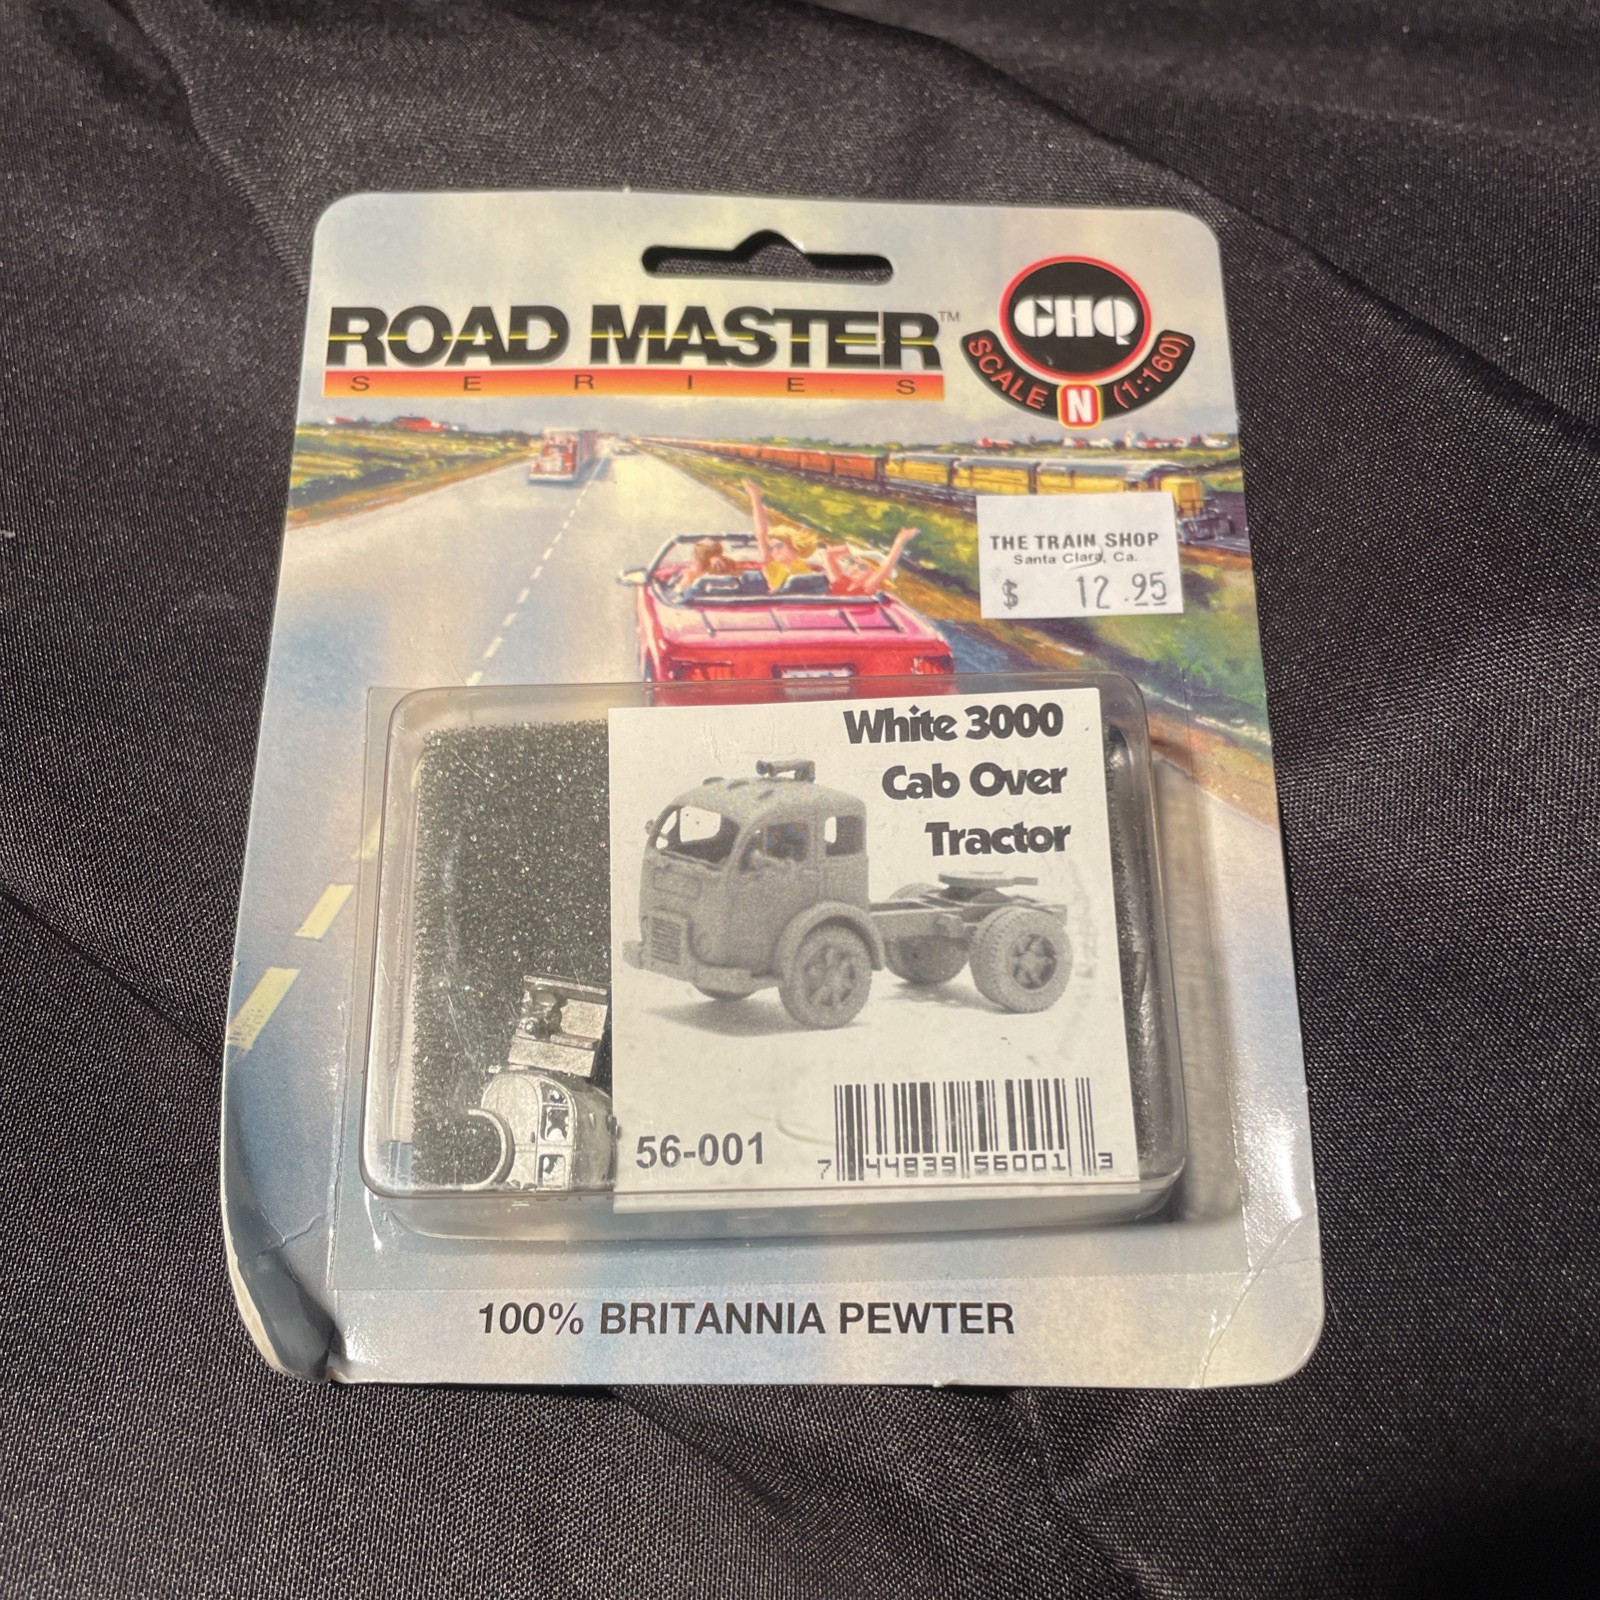 ROAD MASTER™
SERIES
GHQ
SCALE N (1:160)
THE TRAIN SHOP
Santa Clara, Ca.
$ 12.95
White 3000
Cab Over
Tractor
56-001
7 44939 56001 3
100% BRITANNIA PEWTER